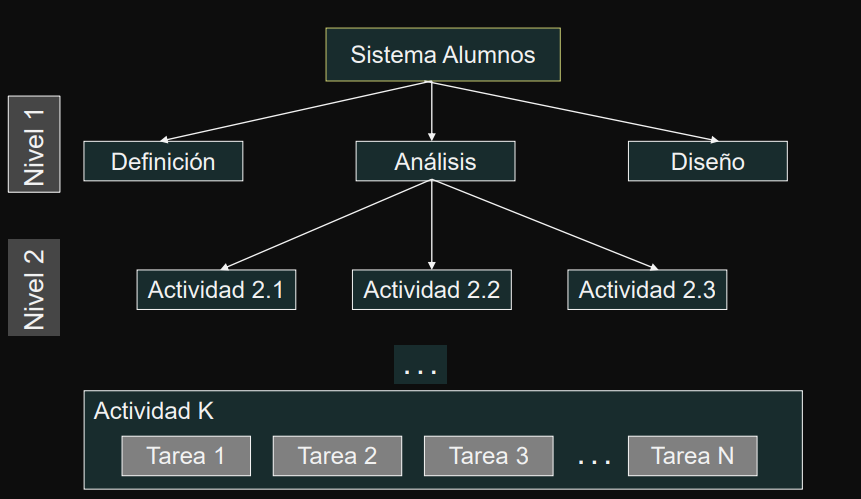 Sistema Alumnos
Nivel 1
Definición
Análisis
Diseño
Nivel 2
Actividad 2.1
Actividad 2.2
Actividad 2.3
...
Actividad K
Tarea 1
Tarea 2
Tarea 3
...
Tarea N